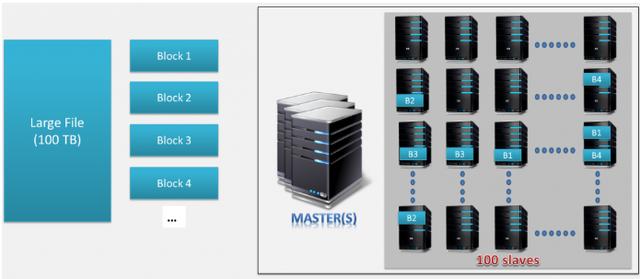 Large File
(100 TB)
Block 1
Block 2
Block 3
Block 4
...
MASTER(S)
B4
B2
B1
B3
B3
B1
B4
B2
100 slaves